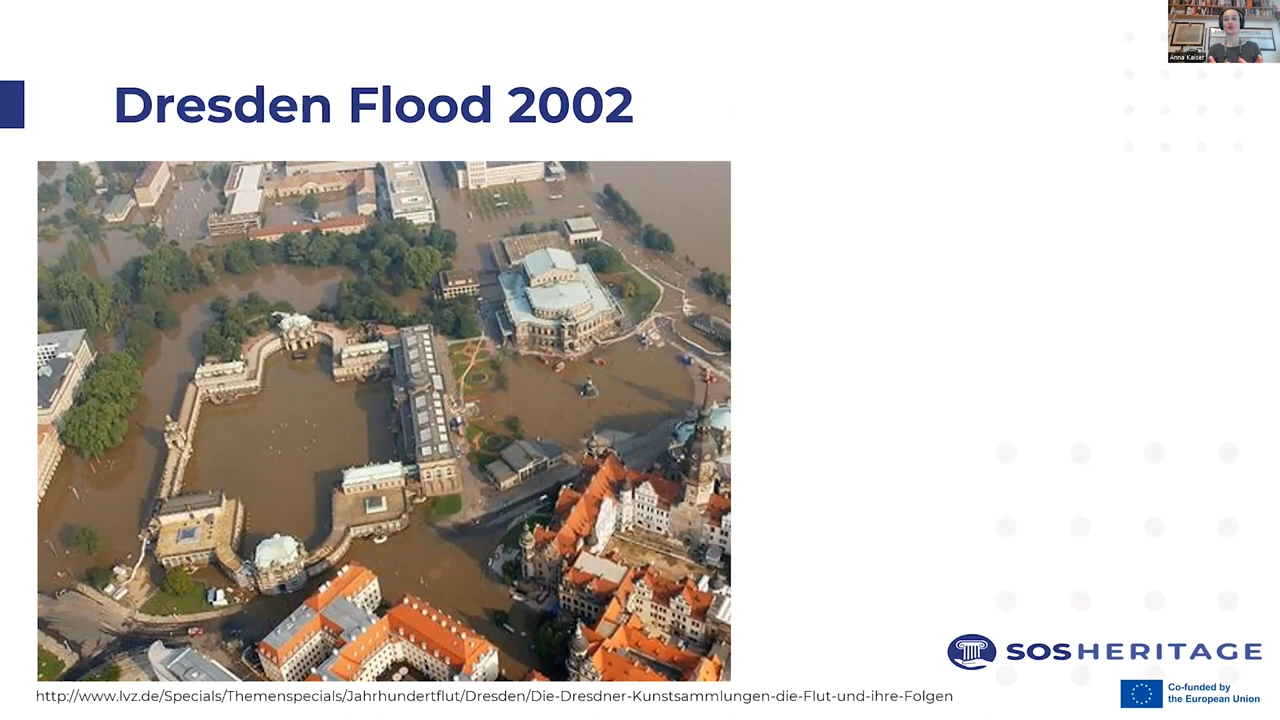 Anna Kaiser
Dresden Flood 2002
http://www.lvz.de/Specials/Themenspecials/Jahrhundertflut/Dresden/Die-Dresdner-Kunstsammlungen-die-Flut-und-ihre-Folgen
SOSHERITAGE
Co-funded by
the European Union